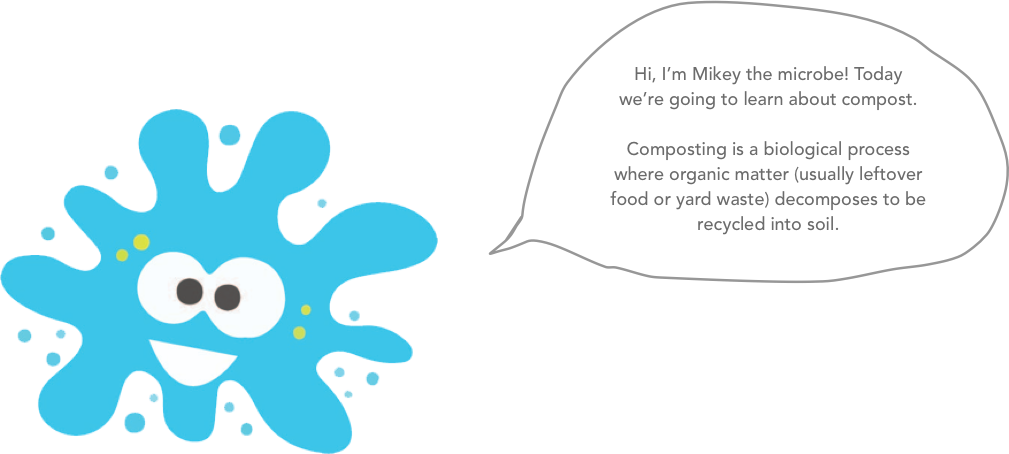 Hi, I’m Mikey the microbe! Today
we’re going to learn about compost.
Composting is a biological process
where organic matter (usually leftover
food or yard waste) decomposes to be
recycled into soil.